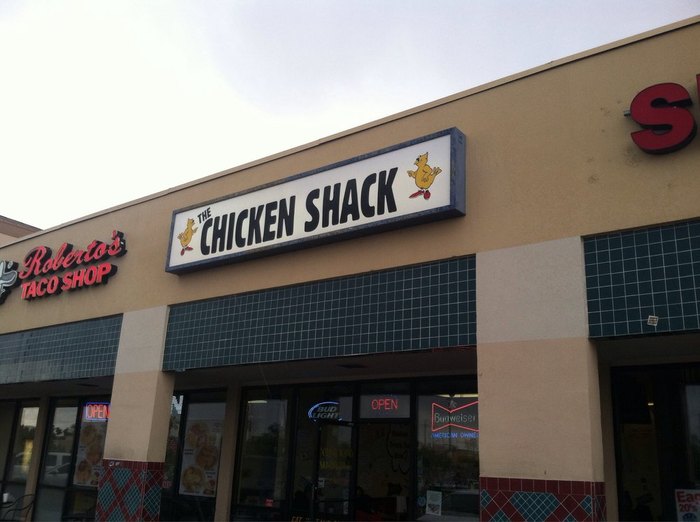 Roberto's
TACO SHOP
THE
CHICKEN SHACK
S
OPEN
BUD
LIGHT
OPEN
Budweiser